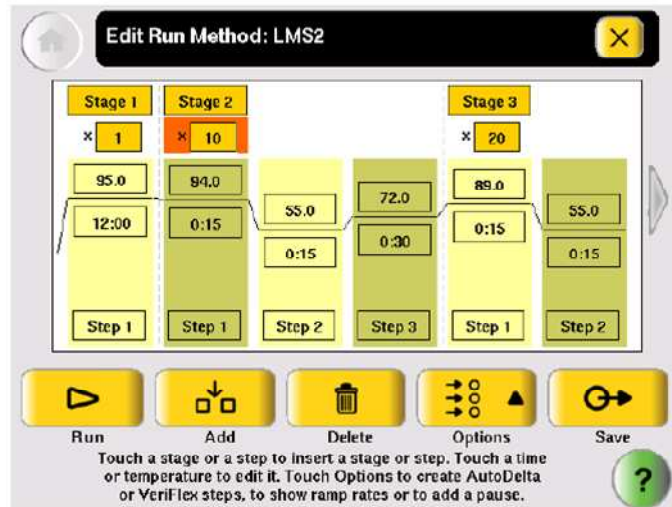 Edit Run Method: LMS2
Stage 1 Stage 2 Stage 3
× 1 × 10 × 20
95.0 94.0 55.0 72.0 89.0 55.0
12:00 0:15 0:15 0:30 0:15 0:15
Step 1 Step 1 Step 2 Step 3 Step 1 Step 2
Run Add Delete Options Save
Touch a stage or a step to insert a stage or step. Touch a time
or temperature to edit it. Touch Options to create AutoDelta
or VeriFlex steps, to show ramp rates or to add a pause.
?